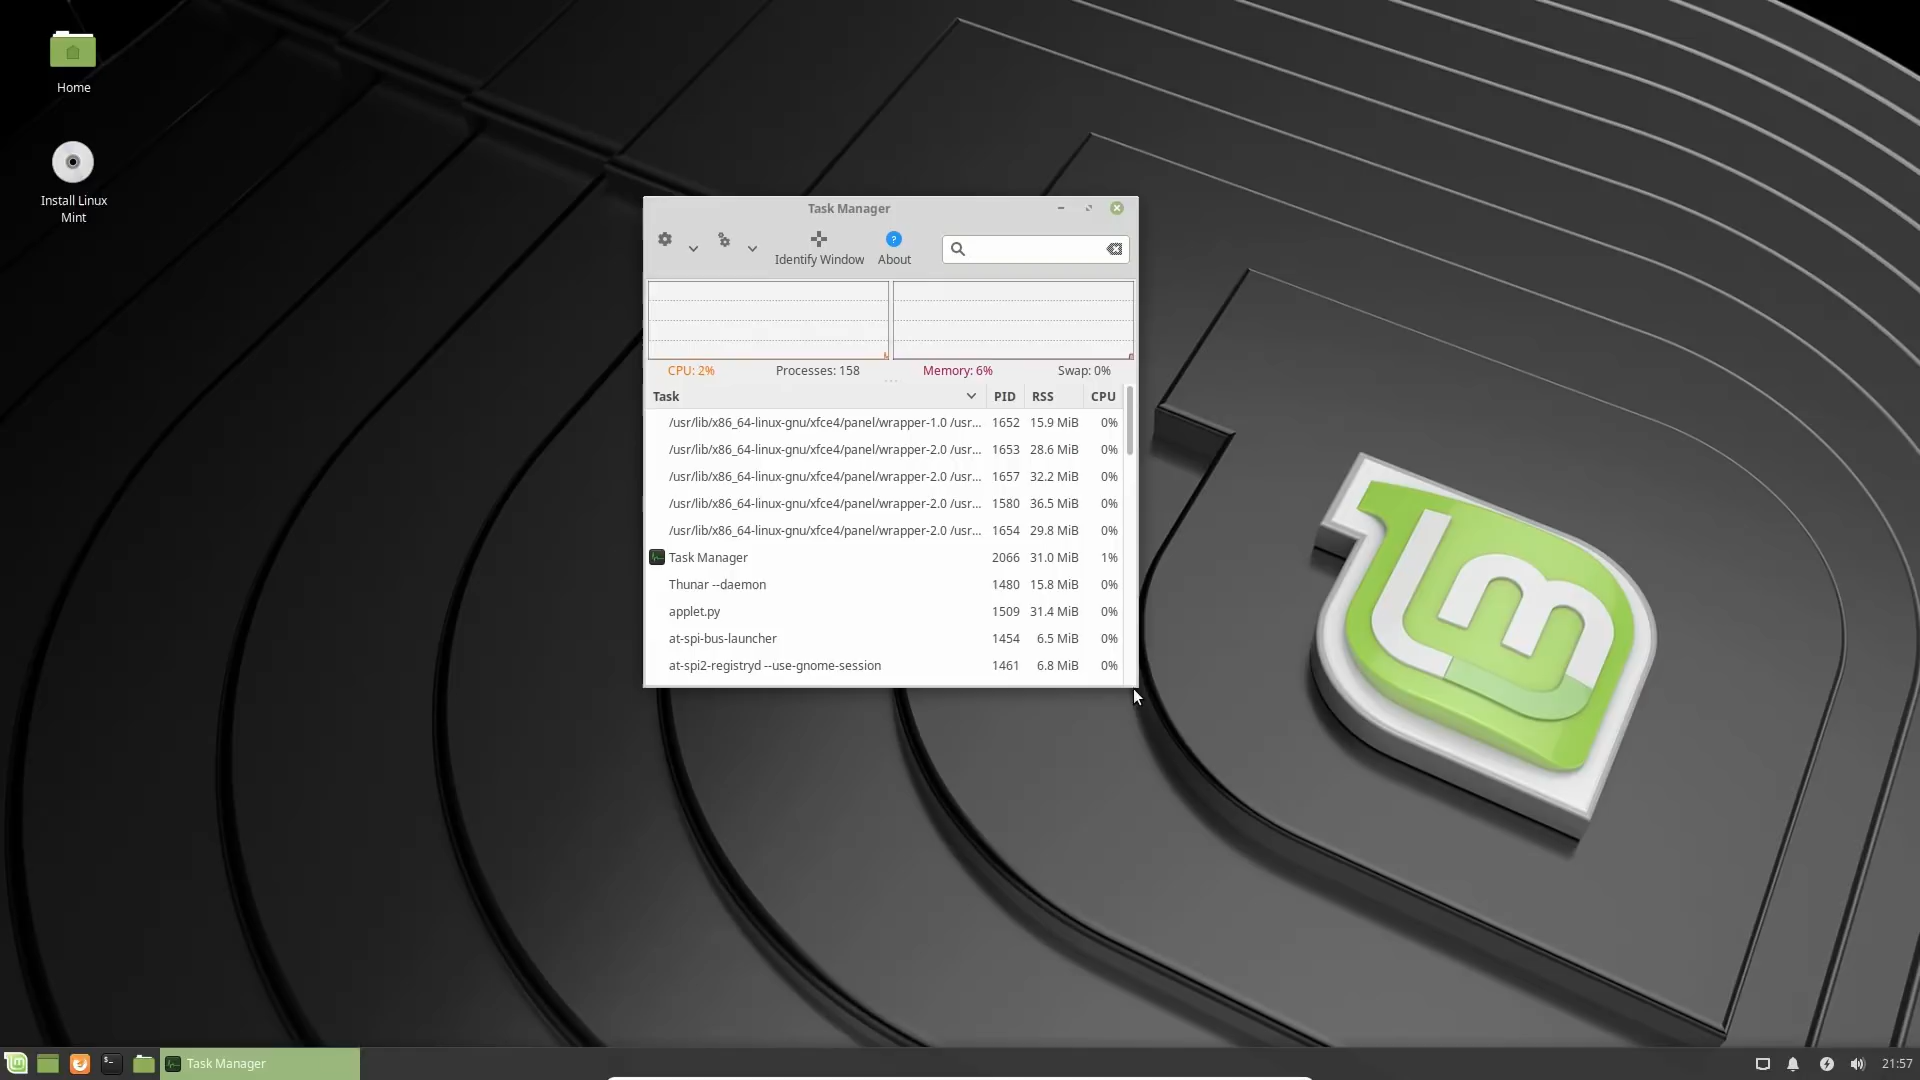 Home
Install Linux
Mint
Task Manager
Identify Window
About
CPU: 2%
Processes: 158
Memory: 6%
Swap: 0%
Task PID RSS CPU
/usr/lib/x86_64-linux-gnu/xfce4/panel/wrapper-1.0 /usr... 1652 15.9 MiB 0%
/usr/lib/x86_64-linux-gnu/xfce4/panel/wrapper-2.0 /usr... 1653 28.6 MiB 0%
/usr/lib/x86_64-linux-gnu/xfce4/panel/wrapper-2.0 /usr... 1657 32.2 MiB 0%
/usr/lib/x86_64-linux-gnu/xfce4/panel/wrapper-2.0 /usr... 1580 36.5 MiB 0%
/usr/lib/x86_64-linux-gnu/xfce4/panel/wrapper-2.0 /usr... 1654 29.8 MiB 0%
Task Manager 2066 31.0 MiB 1%
Thunar --daemon 1480 15.8 MiB 0%
applet.py 1509 31.4 MiB 0%
at-spi-bus-launcher 1454 6.5 MiB 0%
at-spi2-registryd --use-gnome-session 1461 6.8 MiB 0%
Task Manager
21:57